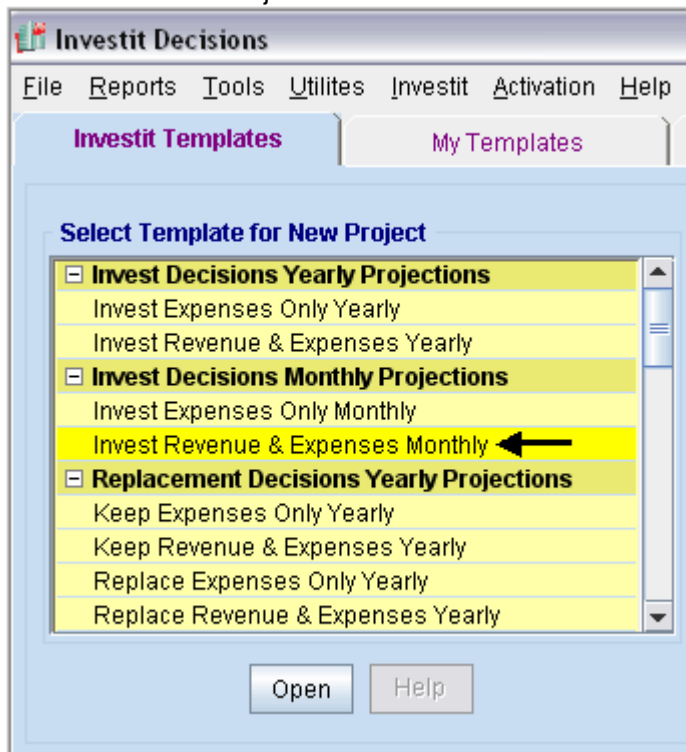 Investit Decisions
File Reports Tools Utilites Investit Activation Help
Investit Templates My Templates
Select Template for New Project
Invest Decisions Yearly Projections
Invest Expenses Only Yearly
Invest Revenue & Expenses Yearly
Invest Decisions Monthly Projections
Invest Expenses Only Monthly
Invest Revenue & Expenses Monthly
Replacement Decisions Yearly Projections
Keep Expenses Only Yearly
Keep Revenue & Expenses Yearly
Replace Expenses Only Yearly
Replace Revenue & Expenses Yearly
Open Help